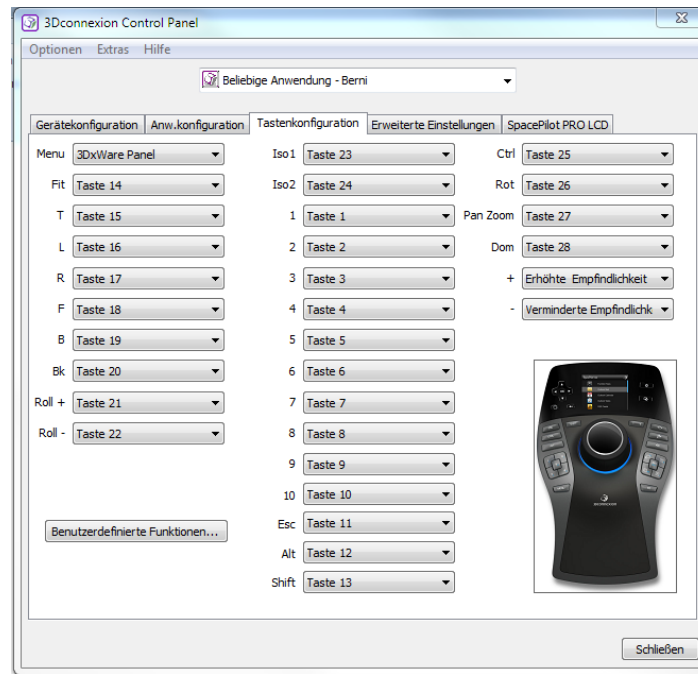 3Dconnexion Control Panel
Optionen Extras Hilfe
Beliebige Anwendung - Berni
Gerätekonfiguration Anw.konfiguration Tastenkonfiguration Erweiterte Einstellungen SpacePilot PRO LCD
Menu 3DxWare Panel
Fit Taste 14
T Taste 15
L Taste 16
R Taste 17
F Taste 18
B Taste 19
Bk Taste 20
Roll + Taste 21
Roll - Taste 22
Benutzerdefinierte Funktionen...
Iso1 Taste 23
Iso2 Taste 24
1 Taste 1
2 Taste 2
3 Taste 3
4 Taste 4
5 Taste 5
6 Taste 6
7 Taste 7
8 Taste 8
9 Taste 9
10 Taste 10
Esc Taste 11
Alt Taste 12
Shift Taste 13
Ctrl Taste 25
Rot Taste 26
Pan Zoom Taste 27
Dom Taste 28
+ Erhöhte Empfindlichkeit
- Verminderte Empfindlichk
3Dconnexion
Schließen